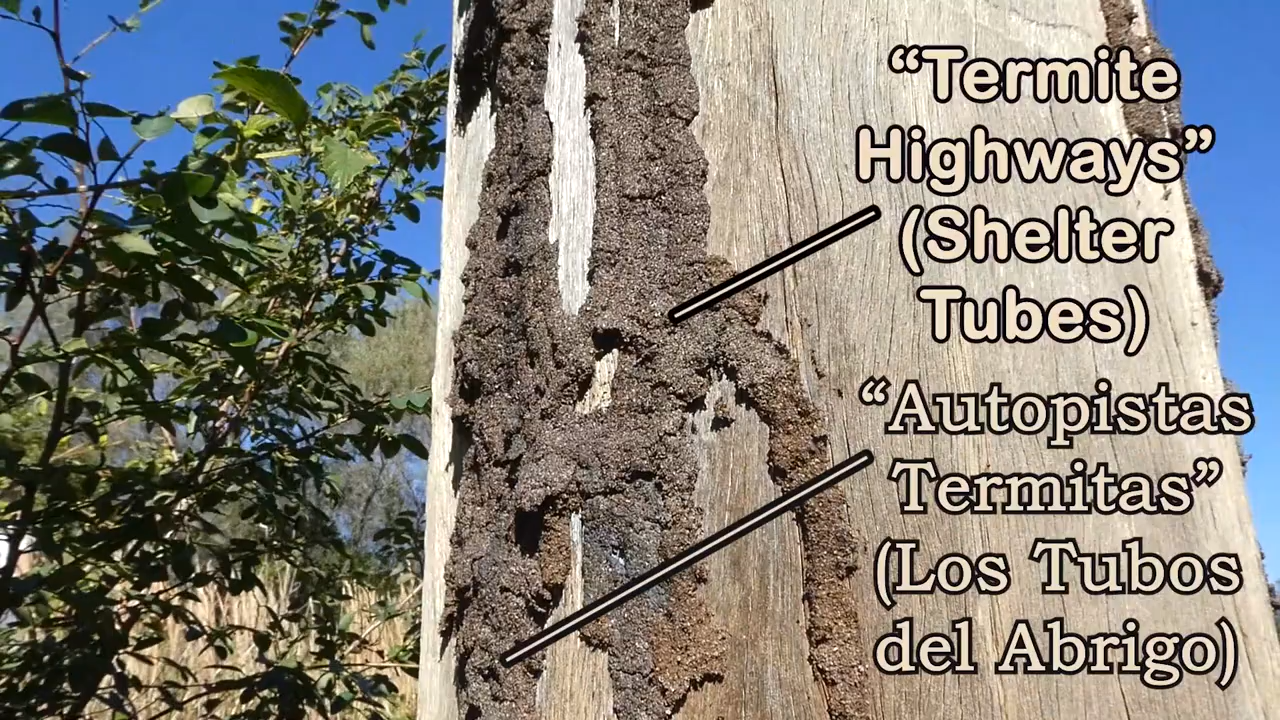 “Termite
Highways”
(Shelter
Tubes)
“Autopistas
Termitas”
(Los Tubos
del Abrigo)